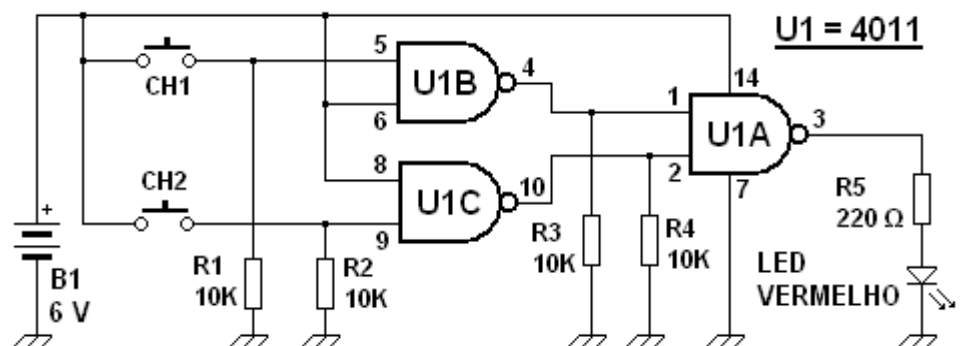 U1 = 4011
CH1
5
6
U1B
4
14
1
2
U1A
3
7
CH2
8
9
U1C
10
+
B1
6 V
R1
10K
R2
10K
R3
10K
R4
10K
R5
220 Ω
LED
VERMELHO